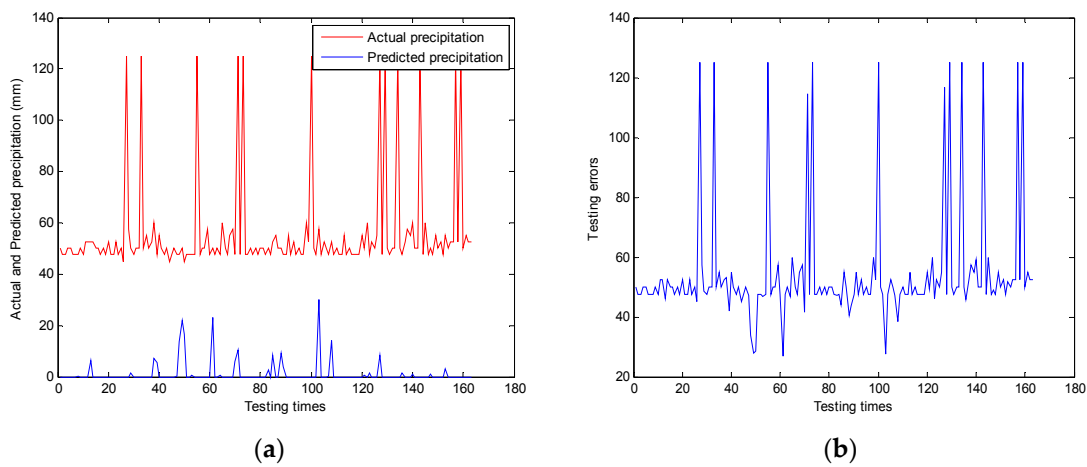 140
120
100
80
60
40
20
0
Actual and Predicted precipitation (mm)
Actual precipitation
Predicted precipitation
0 20 40 60 80 100 120 140 160 180
Testing times
(a)
140
120
100
80
60
40
20
Testing errors
0 20 40 60 80 100 120 140 160 180
Testing times
(b)